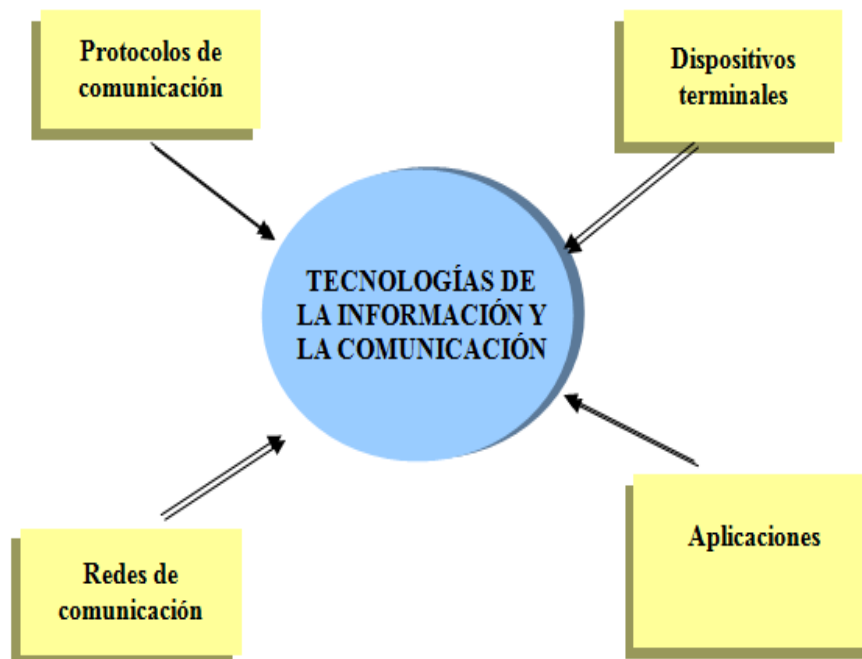 Protocolos de
comunicación
Dispositivos
terminales
TECNOLOGÍAS DE
LA INFORMACIÓN Y
LA COMUNICACIÓN
Redes de
comunicación
Aplicaciones